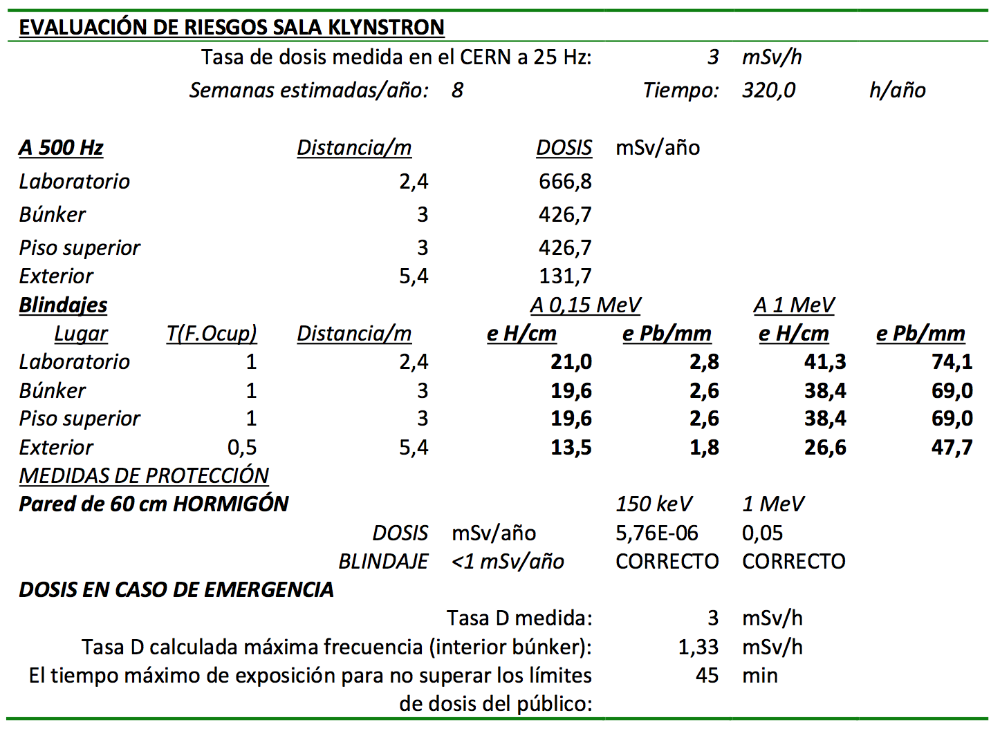 EVALUACIÓN DE RIESGOS SALA KLYNSTRON
Tasa de dosis medida en el CERN a 25 Hz: 3 mSv/h
Semanas estimadas/año: 8 Tiempo: 320,0 h/año
A 500 Hz Distancia/m DOSIS mSv/año
Laboratorio 2,4 666,8
Búnker 3 426,7
Piso superior 3 426,7
Exterior 5,4 131,7
Blindajes A 0,15 MeV A 1 MeV
Lugar T(F.Ocup) Distancia/m e H/cm e Pb/mm e H/cm e Pb/mm
Laboratorio 1 2,4 21,0 2,8 41,3 74,1
Búnker 1 3 19,6 2,6 38,4 69,0
Piso superior 1 3 19,6 2,6 38,4 69,0
Exterior 0,5 5,4 13,5 1,8 26,6 47,7
MEDIDAS DE PROTECCIÓN
Pared de 60 cm HORMIGÓN 150 keV 1 MeV
DOSIS mSv/año 5,76E-06 0,05
BLINDAJE <1 mSv/año CORRECTO CORRECTO
DOSIS EN CASO DE EMERGENCIA
Tasa D medida: 3 mSv/h
Tasa D calculada máxima frecuencia (interior búnker): 1,33 mSv/h
El tiempo máximo de exposición para no superar los límites 45 min
de dosis del público: